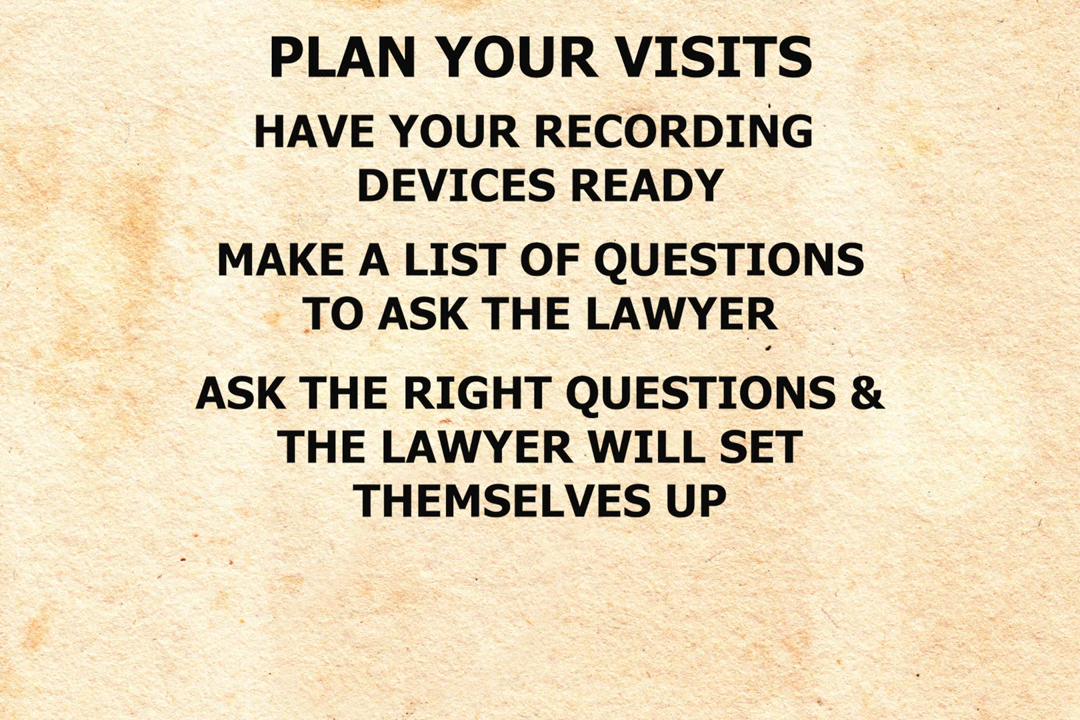 PLAN YOUR VISITS
HAVE YOUR RECORDING
DEVICES READY
MAKE A LIST OF QUESTIONS
TO ASK THE LAWYER
ASK THE RIGHT QUESTIONS &
THE LAWYER WILL SET
THEMSELVES UP